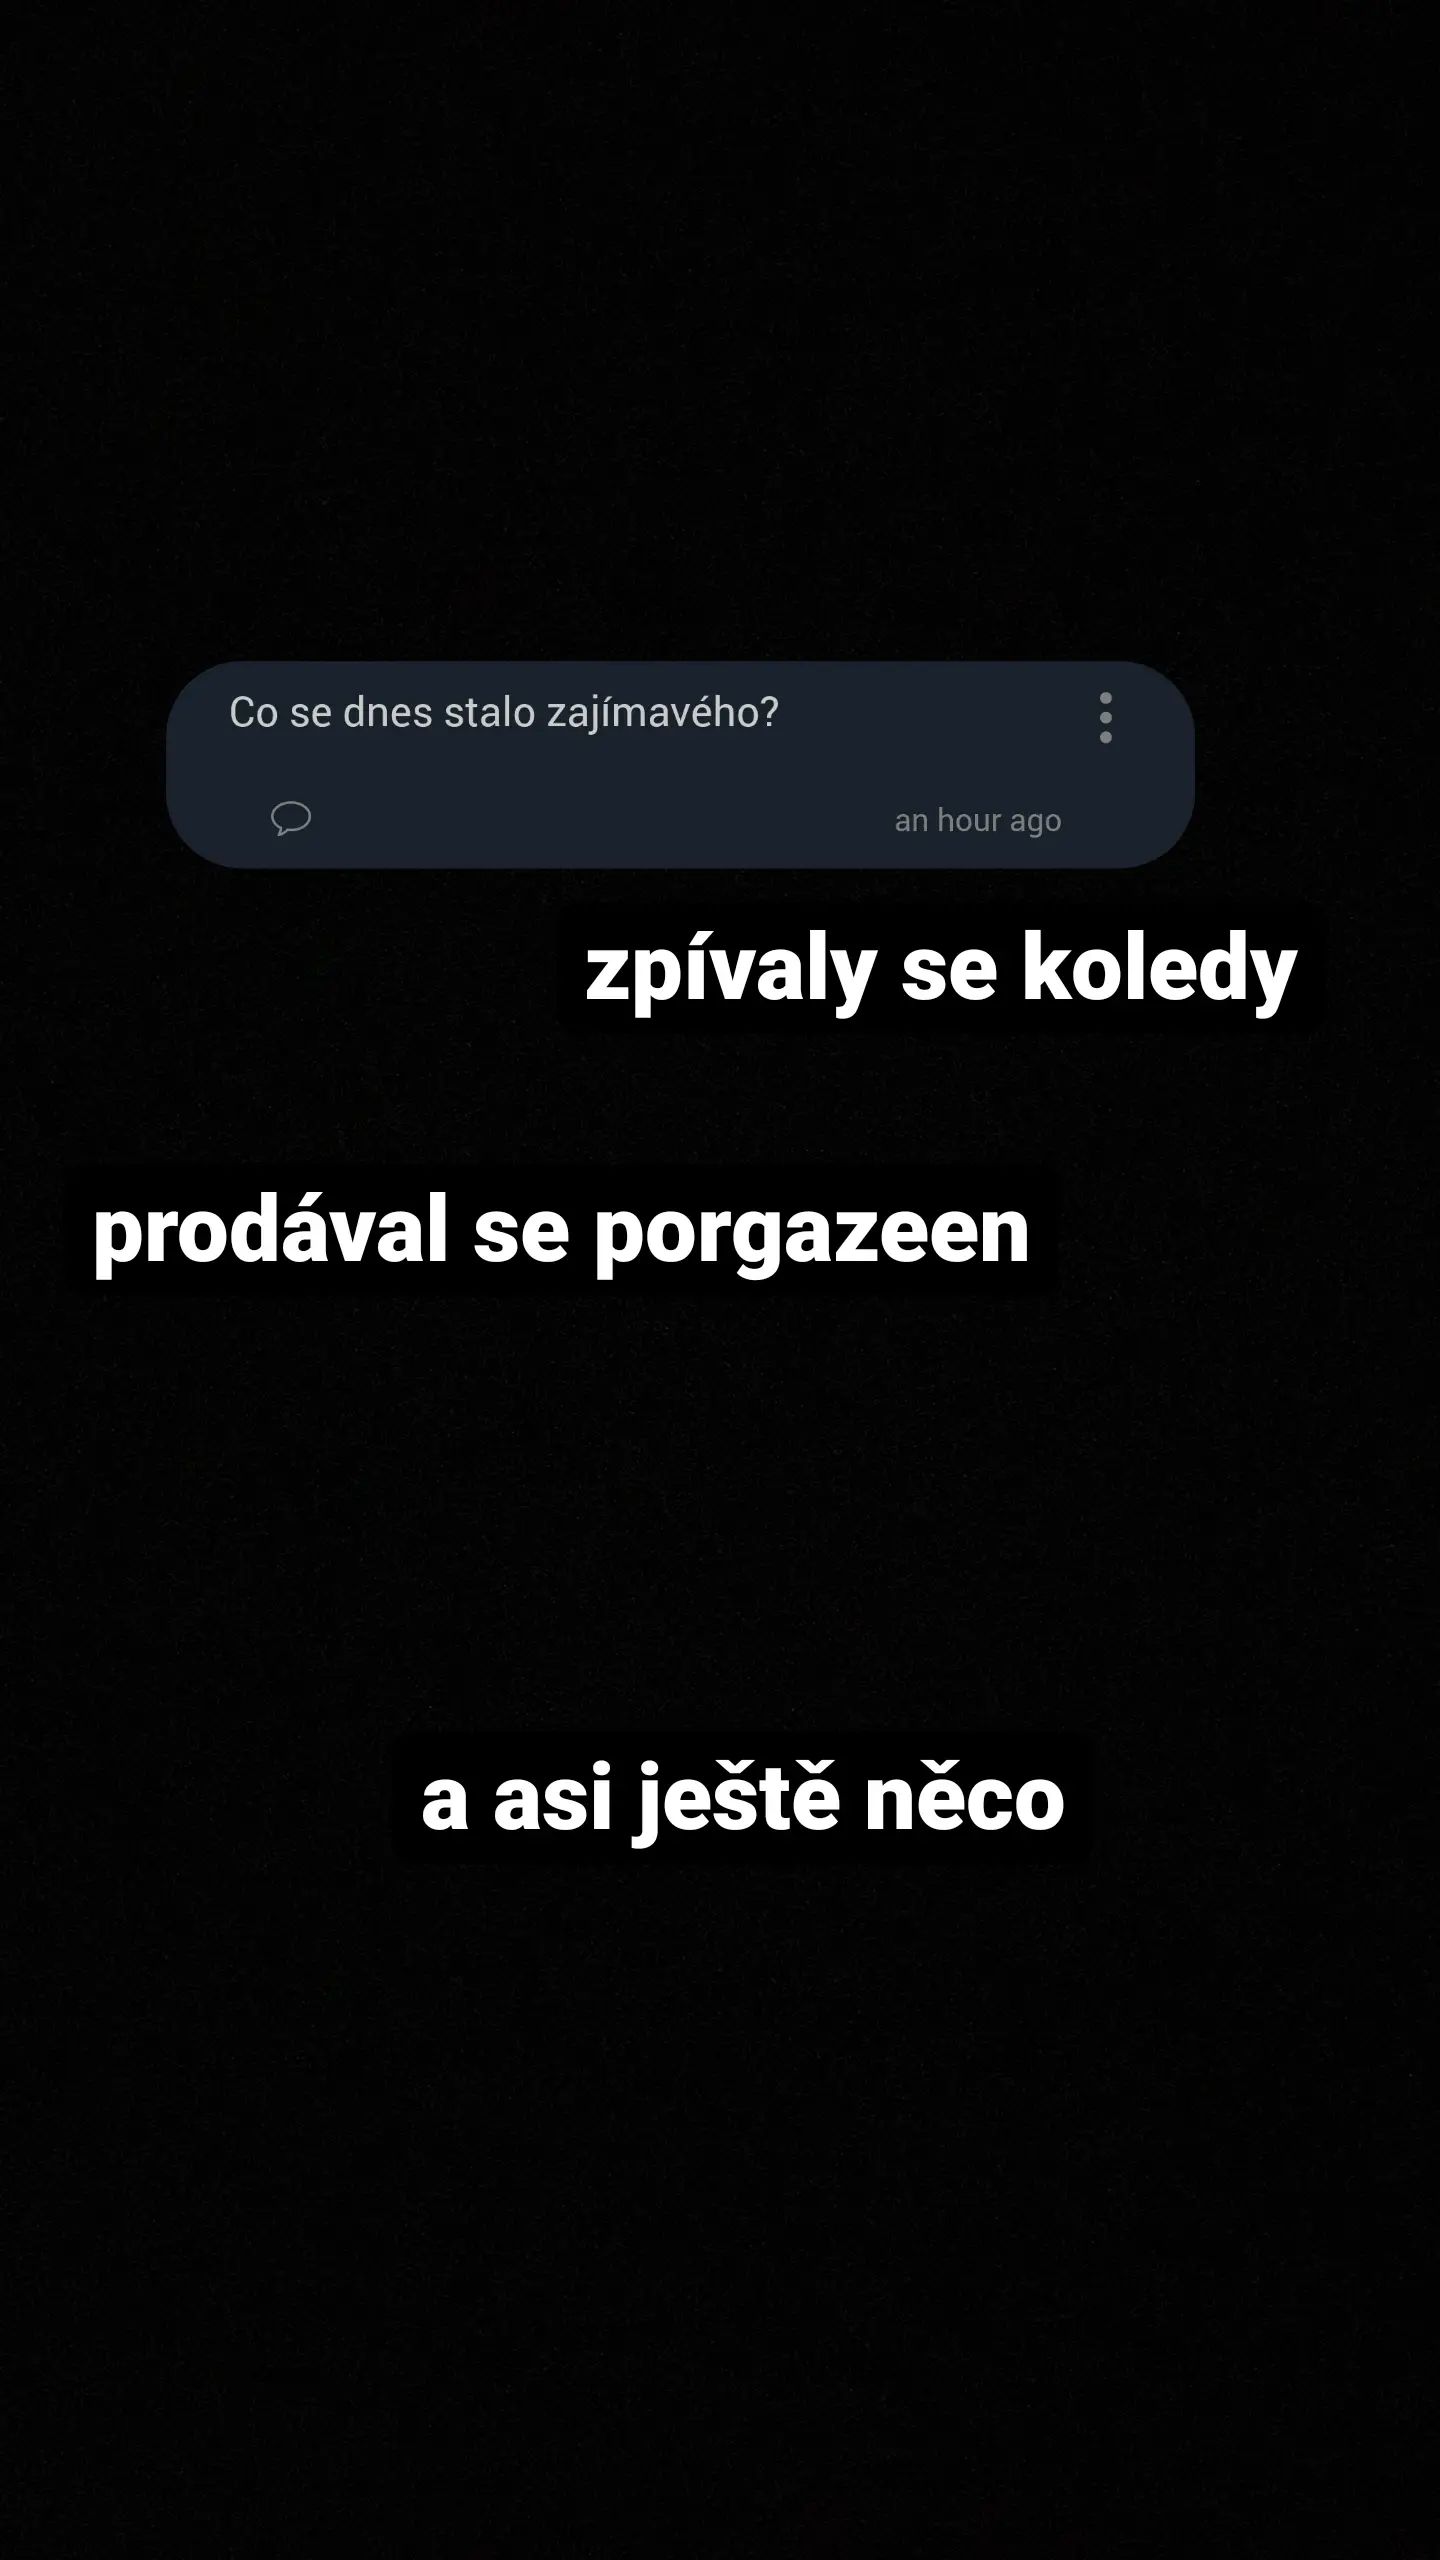 Co se dnes stalo zajímavého?
an hour ago
zpívaly se koledy
prodával se porgazeen
a asi ještě něco